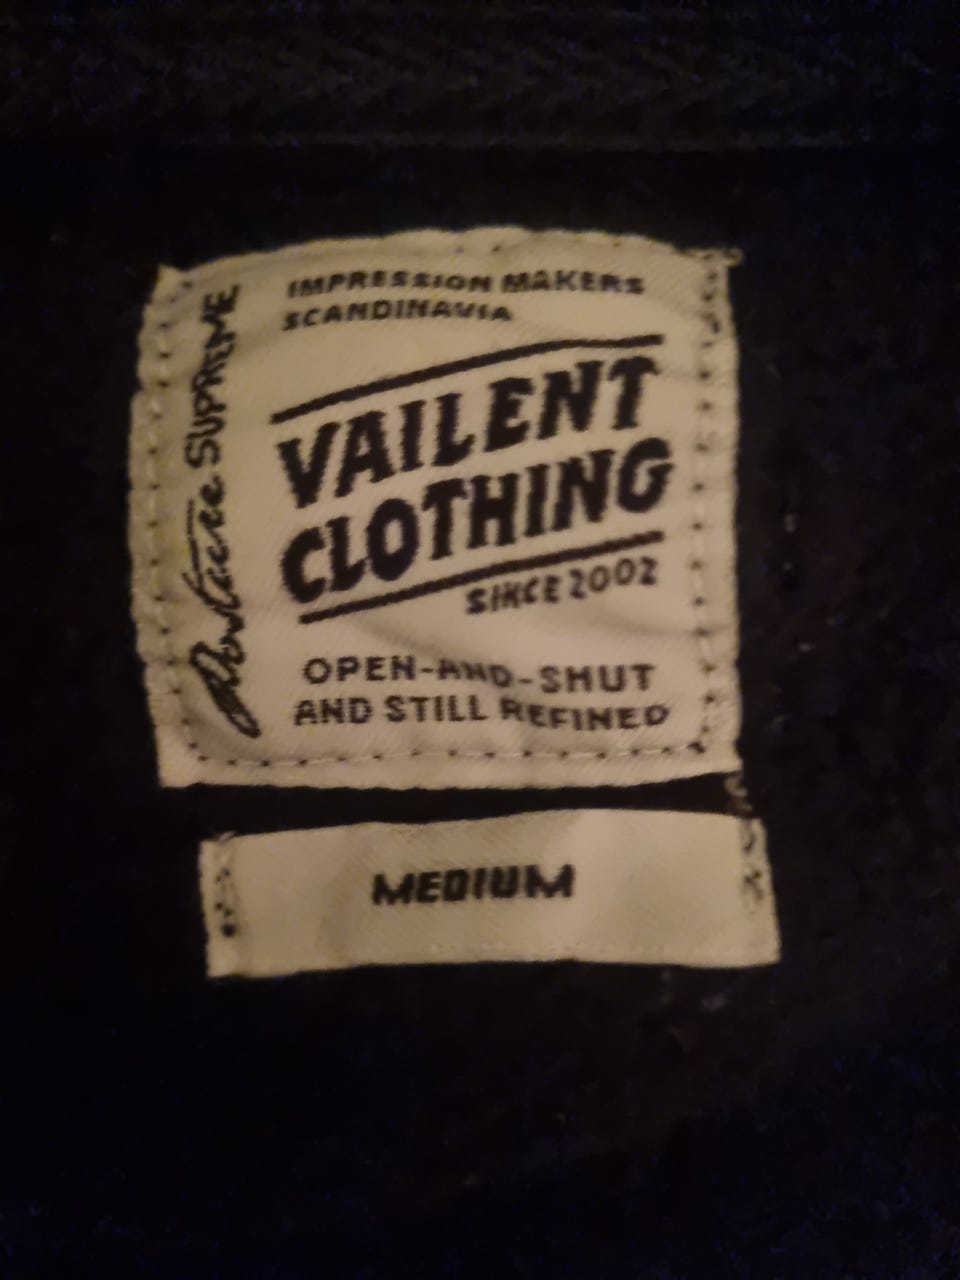 IMPRESSION MAKERS
SCANDINAVIA
VAILENT
CLOTHING
SINCE 2002
OPEN-AND-SHUT
AND STILL REFINED
SUPREME
MEDIUM